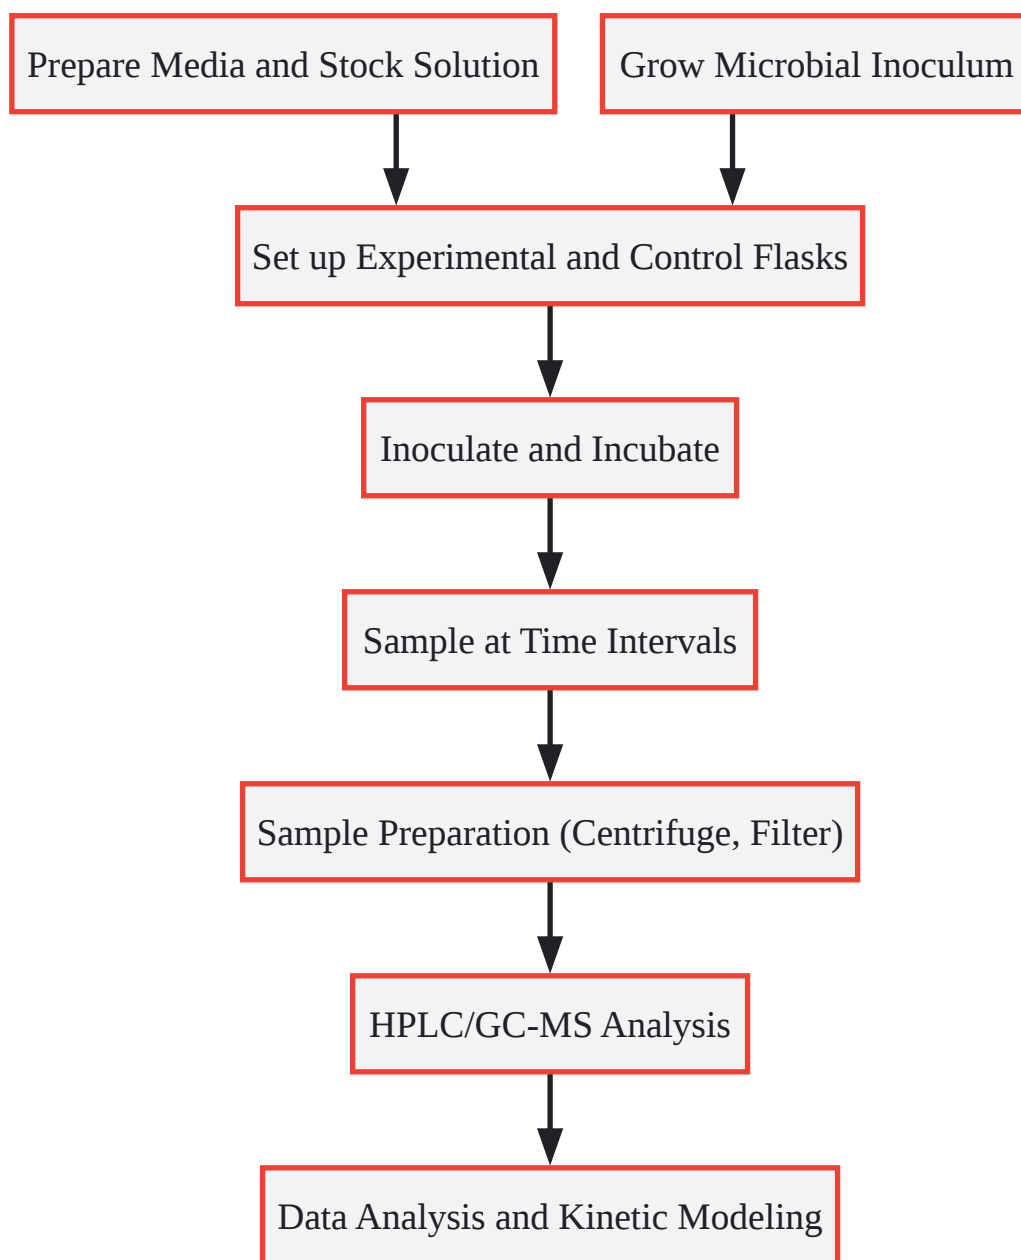 Prepare Media and Stock Solution
Grow Microbial Inoculum
Set up Experimental and Control Flasks
Inoculate and Incubate
Sample at Time Intervals
Sample Preparation (Centrifuge, Filter)
HPLC/GC-MS Analysis
Data Analysis and Kinetic Modeling